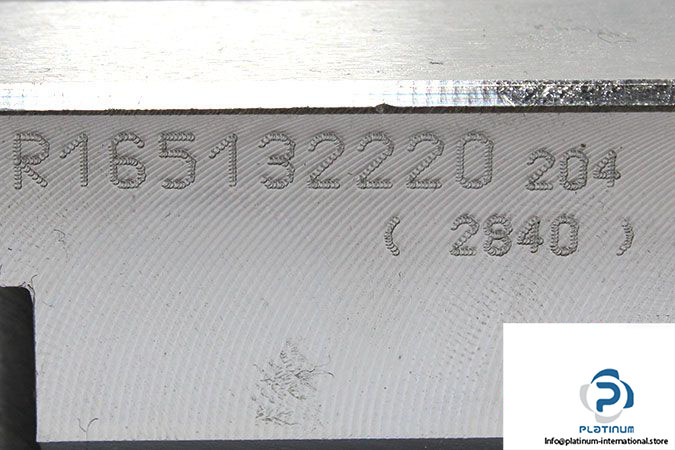 R165132220 204
( 2840 )
PLATINUM
Info@platinum-international.store